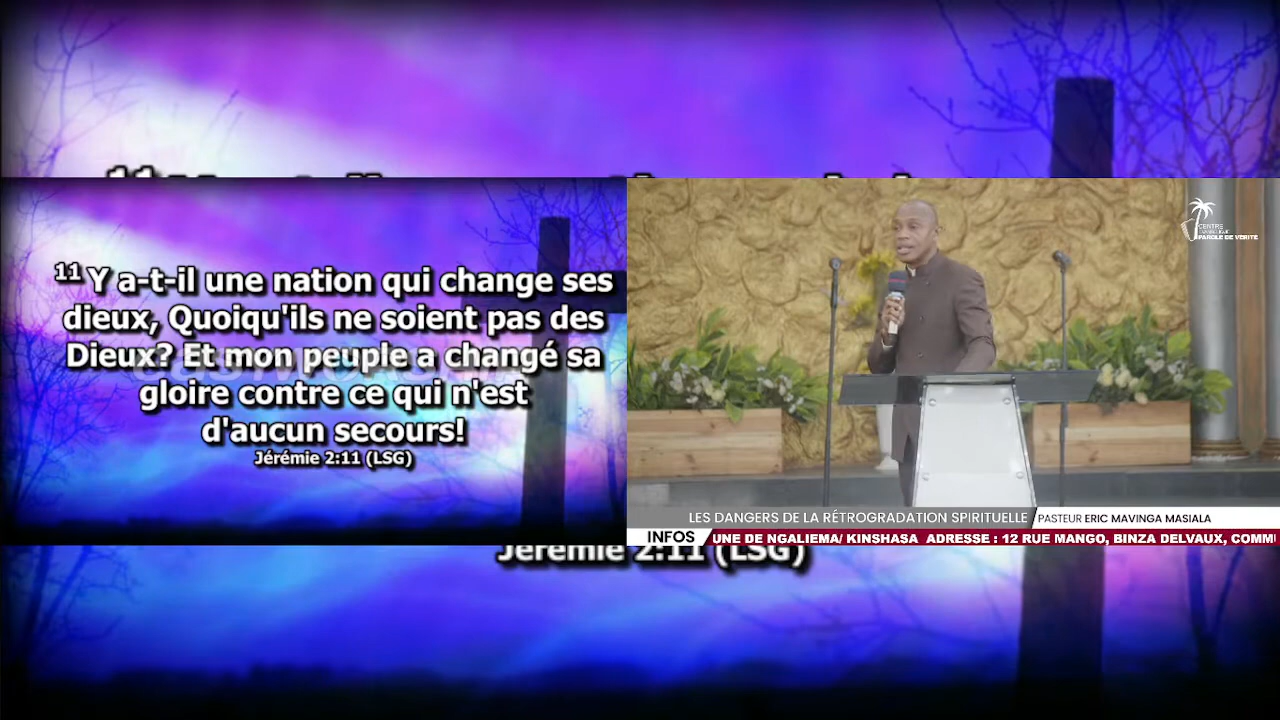 11 Y a-t-il une nation qui change ses
dieux, Quoiqu'ils ne soient pas des
Dieux? Et mon peuple a changé sa
gloire contre ce qui n'est
d'aucun secours!
Jérémie 2:11 (LSG)
CENTRE
PAROLE DE VERITE
LES DANGERS DE LA RÉTROGRADATION SPIRITUELLE
PASTEUR ERIC MAVINGA MASIALA
INFOS
UNE DE NGALIEMA/ KINSHASA ADRESSE : 12 RUE MANGO, BINZA DELVAUX, COMMU
Jérémie 2:11 (LSG)